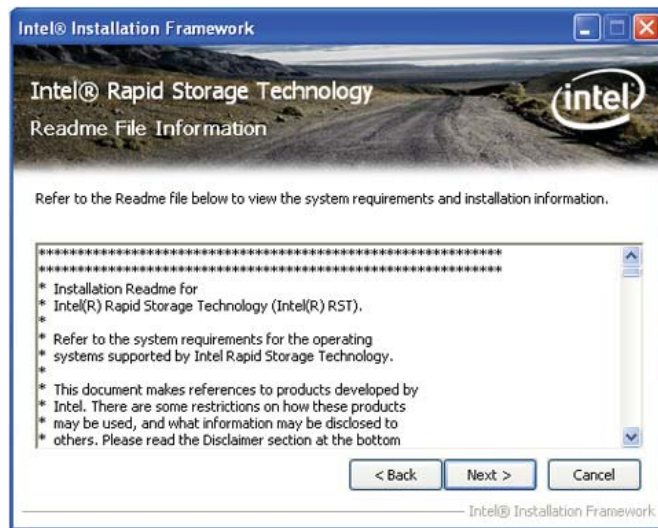 Intel® Installation Framework
Intel® Rapid Storage Technology
Readme File Information
intel
Refer to the Readme file below to view the system requirements and installation information.
************************************************************
************************************************************
* Installation Readme for
* Intel(R) Rapid Storage Technology (Intel(R) RST).
*
* Refer to the system requirements for the operating
* systems supported by Intel Rapid Storage Technology.
*
* This document makes references to products developed by
* Intel. There are some restrictions on how these products
* may be used, and what information may be disclosed to
* others. Please read the Disclaimer section at the bottom
< Back Next > Cancel
Intel® Installation Framework